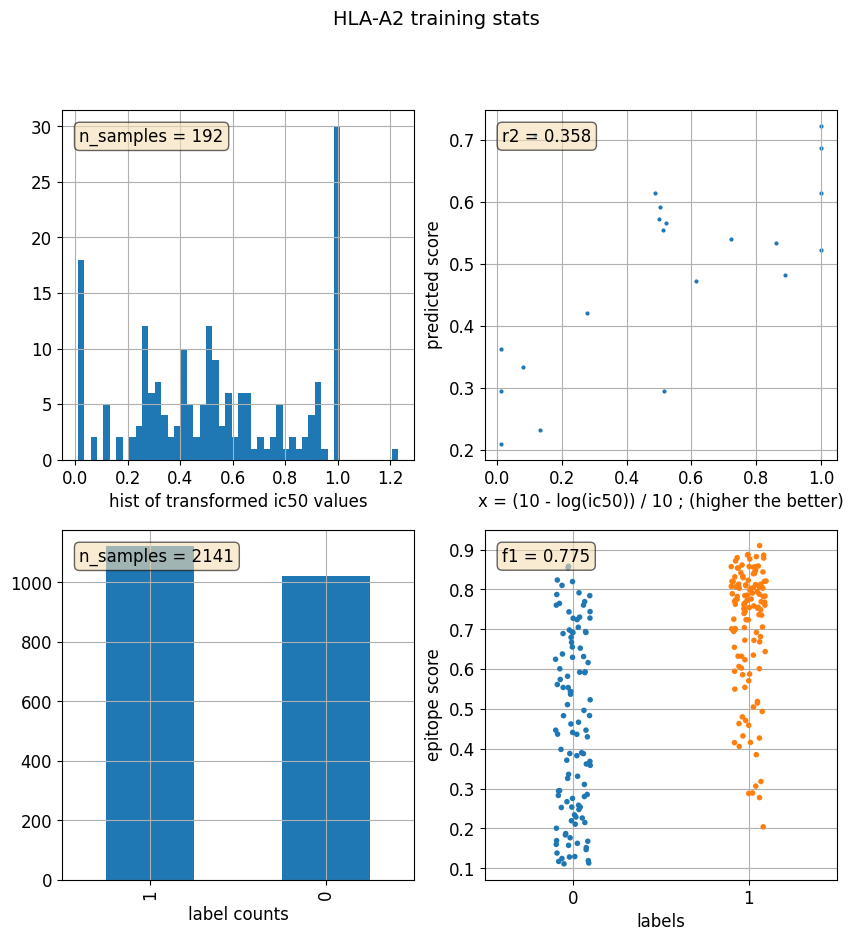 HLA-A2 training stats
n_samples = 192
30
25
20
15
10
5
0
0.0 0.2 0.4 0.6 0.8 1.0 1.2
hist of transformed ic50 values
r2 = 0.358
predicted score
0.7
0.6
0.5
0.4
0.3
0.2
0.0 0.2 0.4 0.6 0.8 1.0
x = (10 - log(ic50)) / 10 ; (higher the better)
n_samples = 2141
1000
800
600
400
200
0
1 0
label counts
f1 = 0.775
epitope score
0.9
0.8
0.7
0.6
0.5
0.4
0.3
0.2
0.1
0 1
labels